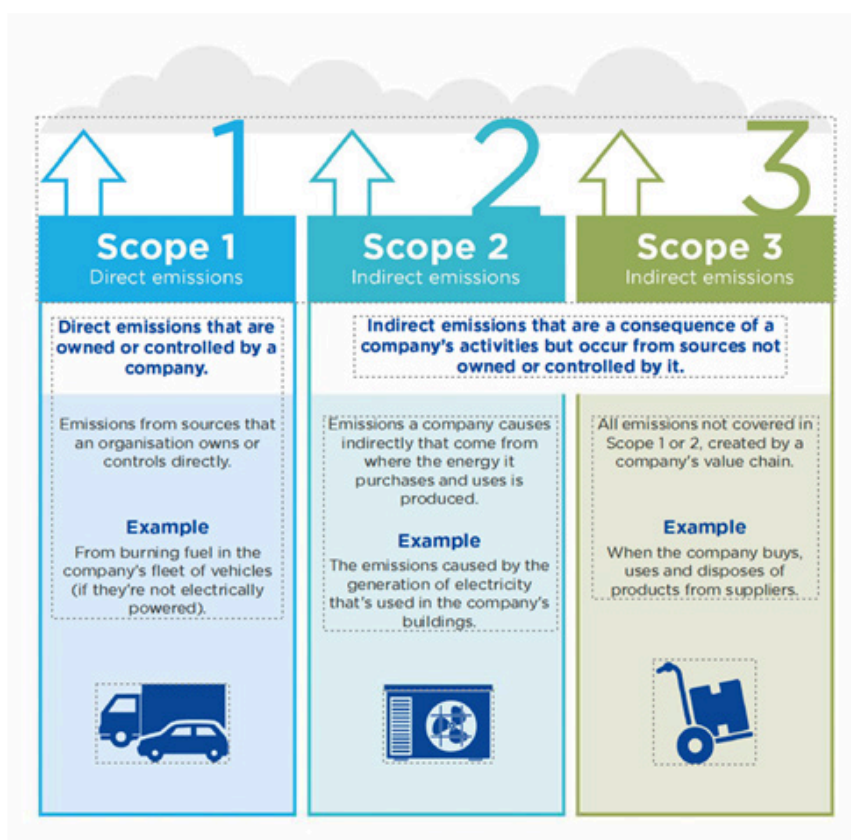 1
2
3
Scope 1
Direct emissions
Scope 2
Indirect emissions
Scope 3
Indirect emissions
Direct emissions that are
owned or controlled by a
company.
Indirect emissions that are a consequence of a
company's activities but occur from sources not
owned or controlled by it.
Emissions from sources that
an organisation owns or
controls directly.
Example
From burning fuel in the
company's fleet of vehicles
(if they're not electrically
powered).
Emissions a company causes
indirectly that come from
where the energy it
purchases and uses is
produced.
Example
The emissions caused by the
generation of electricity
that's used in the company's
buildings.
All emissions not covered in
Scope 1 or 2, created by a
company's value chain.
Example
When the company buys,
uses and disposes of
products from suppliers.